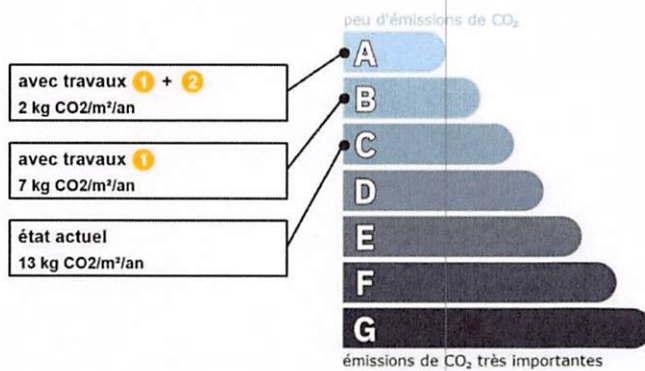 peu d'émissions de CO₂
A
avec travaux 1 + 2
2 kg CO2/m²/an
B
avec travaux 1
7 kg CO2/m²/an
C
état actuel
13 kg CO2/m²/an
D
E
F
G
émissions de CO₂ très importantes